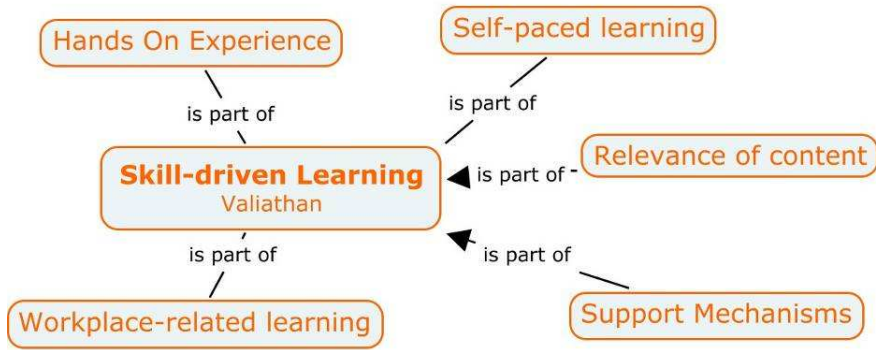 Hands On Experience
Self-paced learning
is part of
is part of
Skill-driven Learning
Valiathan
is part of
Relevance of content
is part of
is part of
Workplace-related learning
Support Mechanisms